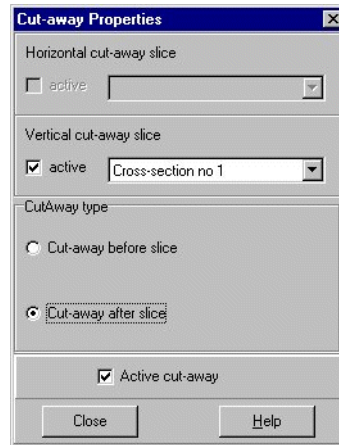 Cut-away Properties
Horizontal cut-away slice
active
Vertical cut-away slice
active Cross-section no 1
CutAway type
Cut-away before slice
Cut-away after slice
Active cut-away
Close Help